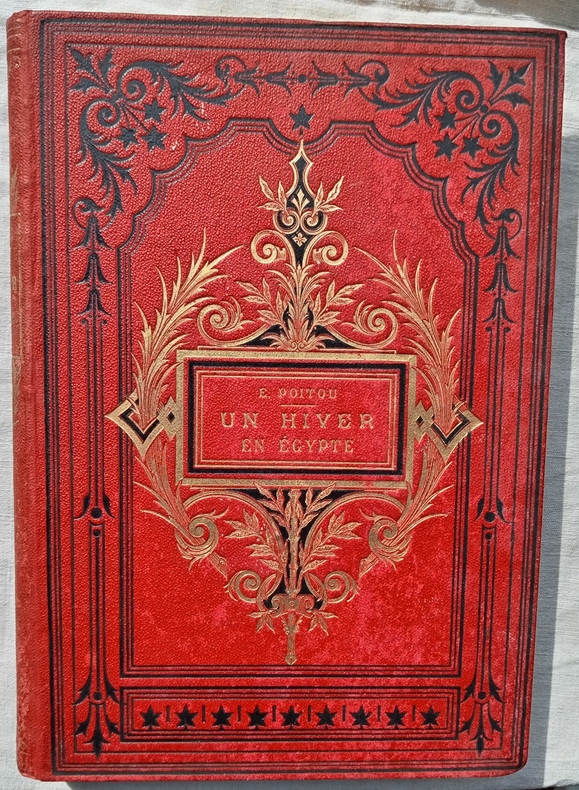 E. POITOU
UN HIVER
EN ÉGYPTE